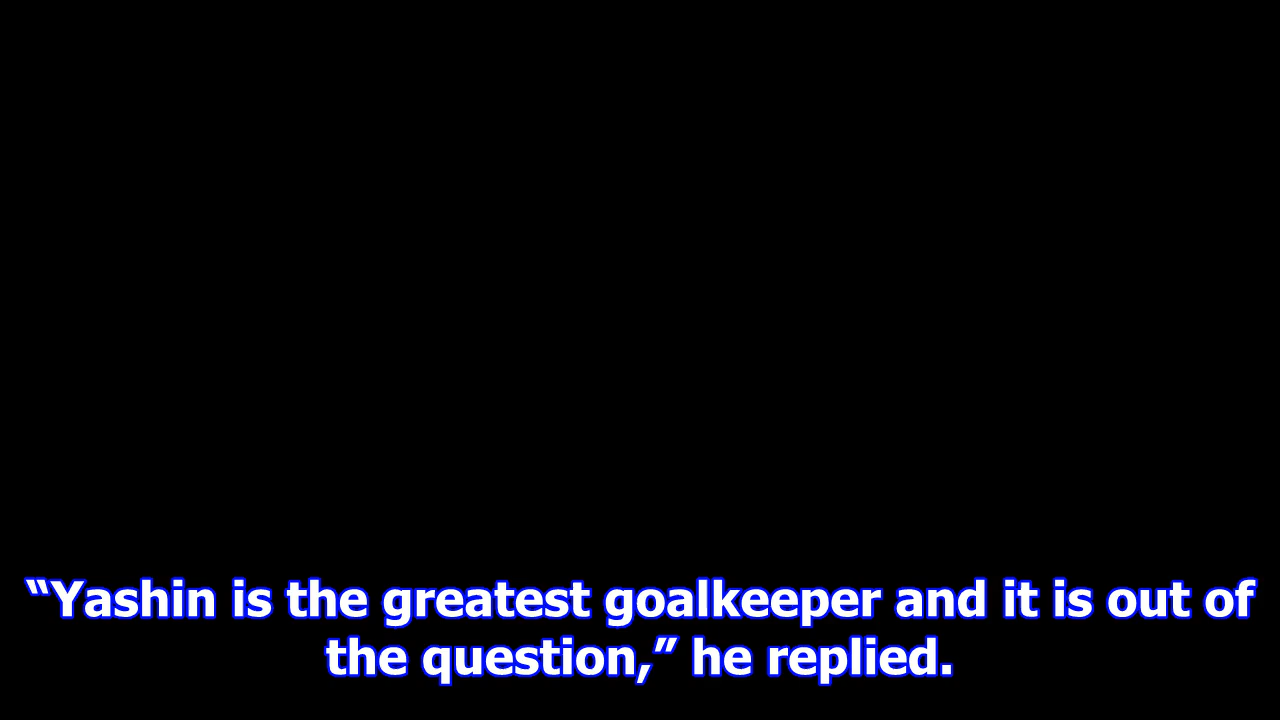 “Yashin is the greatest goalkeeper and it is out of
the question,” he replied.